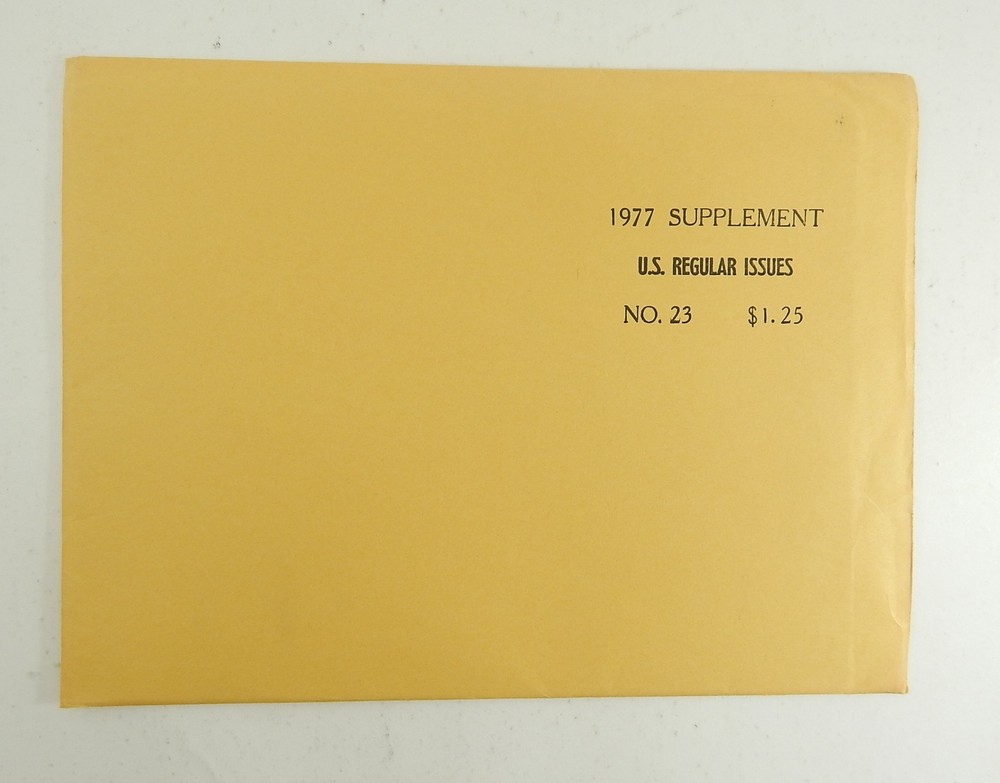 1977 SUPPLEMENT
U.S. REGULAR ISSUES
NO. 23 $1.25